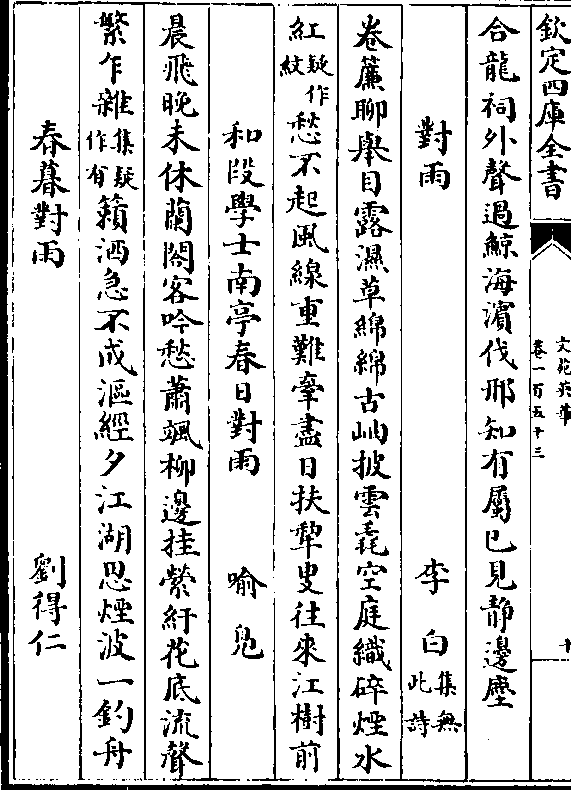 欽定四庫全書
文苑英華
卷一百五十三
十
合龍祠外聲過鯨海濱伐邢知有屬已見静邊塵
對雨
李白集無此詩
卷簾聊舉目露濕草綿綿古岫披雲毳空庭織碎煙水
紅疑作紋愁不起風線重難牽盡日扶犂叟往來江樹前
和段學士南亭春日對雨
喻鳧
晨飛晚未休蘭閣客吟愁蕭颯柳邊挂縈紆花底流聲
繁乍雜集疑作有籟洒急不成漚經夕江湖思煙波一釣舟
春暮對雨
劉得仁